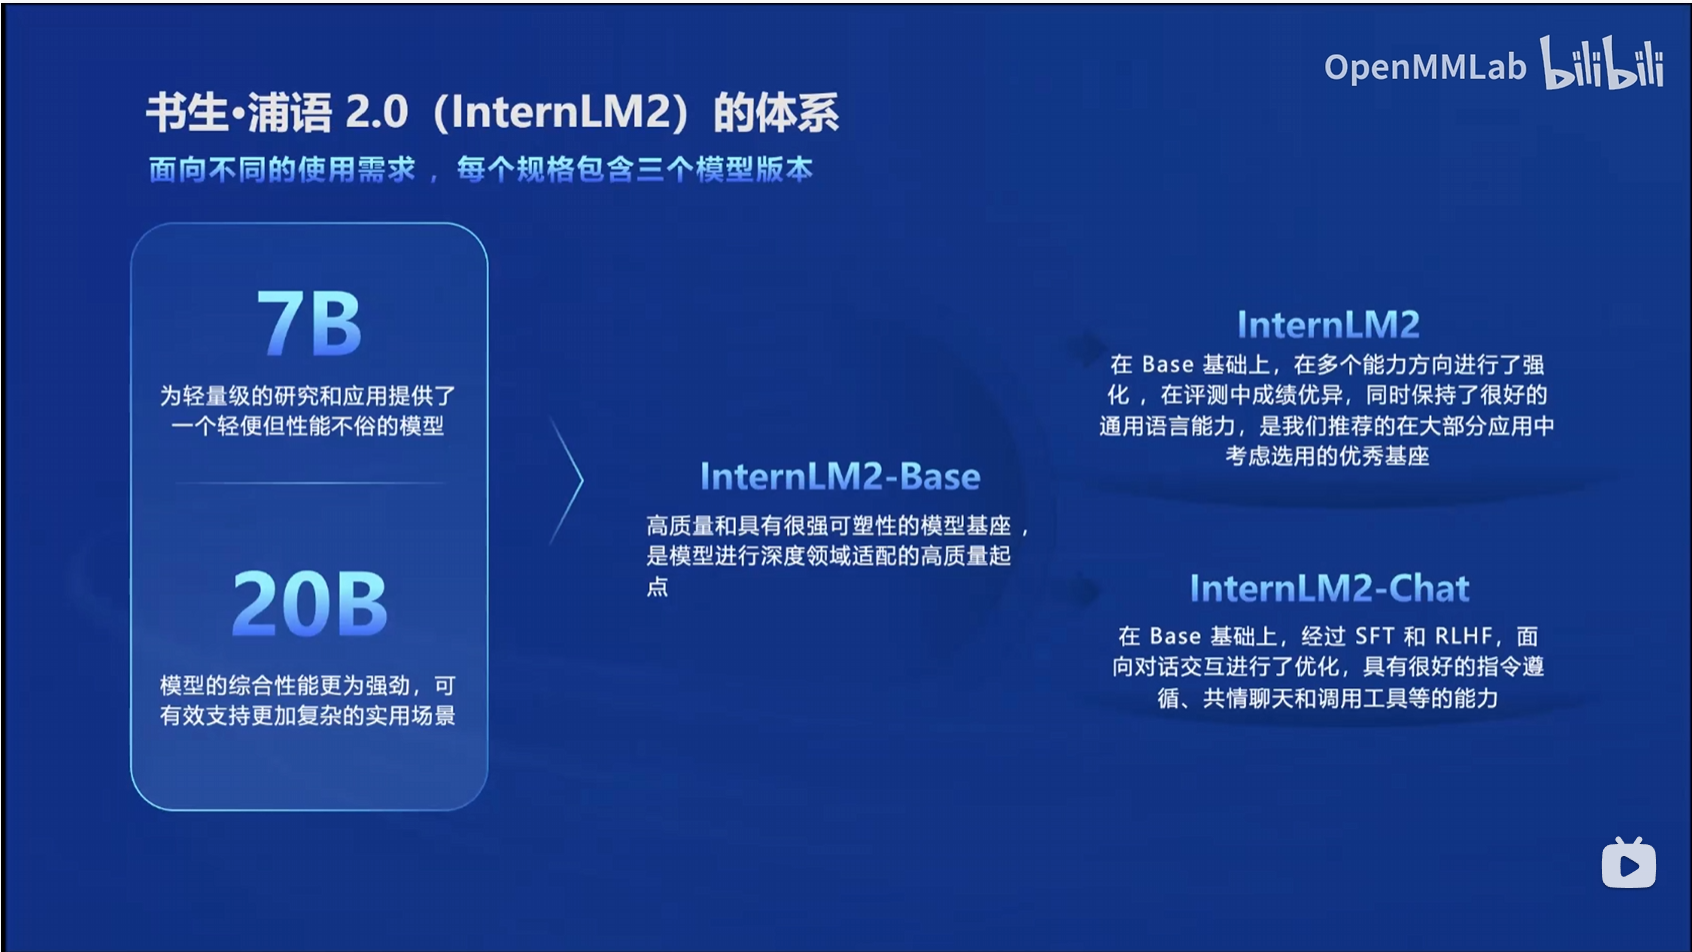 OpenMMLab bilibili
书生·浦语 2.0（InternLM2）的体系
面向不同的使用需求，每个规格包含三个模型版本
7B
为轻量级的研究和应用提供了
一个轻便但性能不俗的模型
20B
模型的综合性能更为强劲，可
有效支持更加复杂的实用场景
InternLM2-Base
高质量和具有很强可塑性的模型基座，
是模型进行深度领域适配的高质量起
点
InternLM2
在 Base 基础上，在多个能力方向进行了强
化，在评测中成绩优异，同时保持了很好的
通用语言能力，是我们推荐的在大部分应用中
考虑选用的优秀基座
InternLM2-Chat
在 Base 基础上，经过 SFT 和 RLHF，面
向对话交互进行了优化，具有很好的指令遵
循、共情聊天和调用工具等的能力